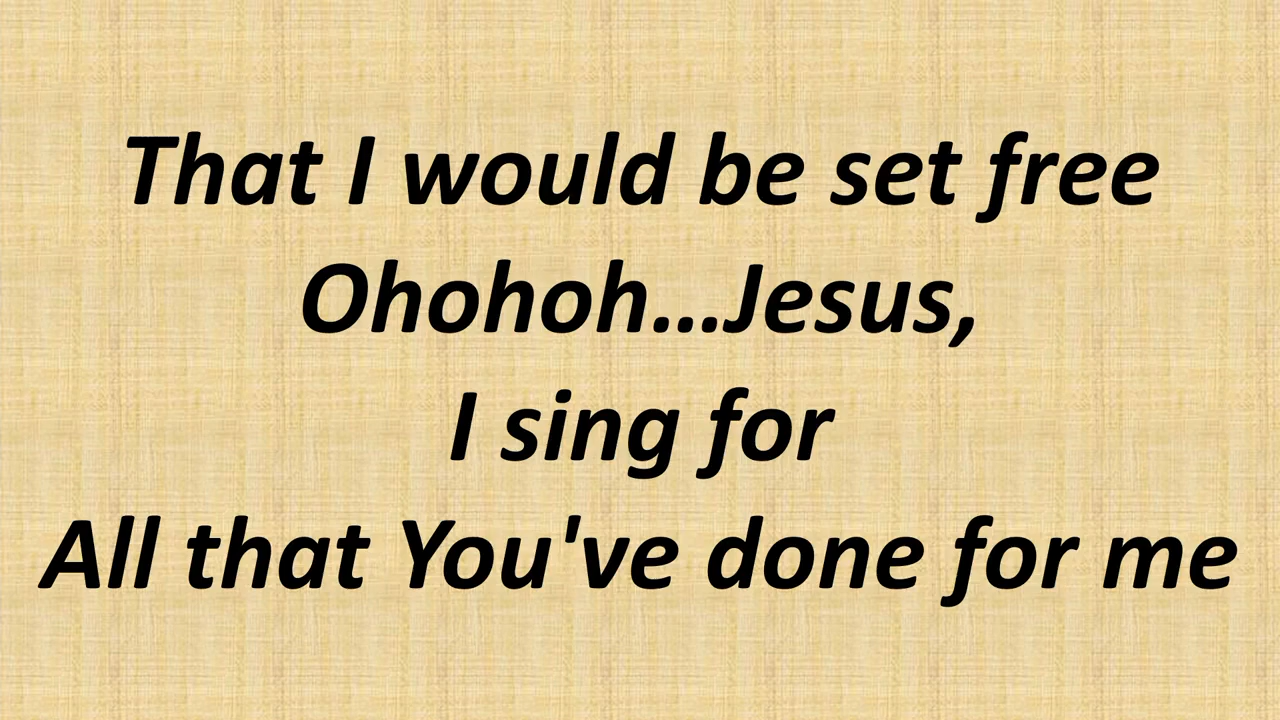 That I would be set free
Ohohoh...Jesus,
I sing for
All that You've done for me